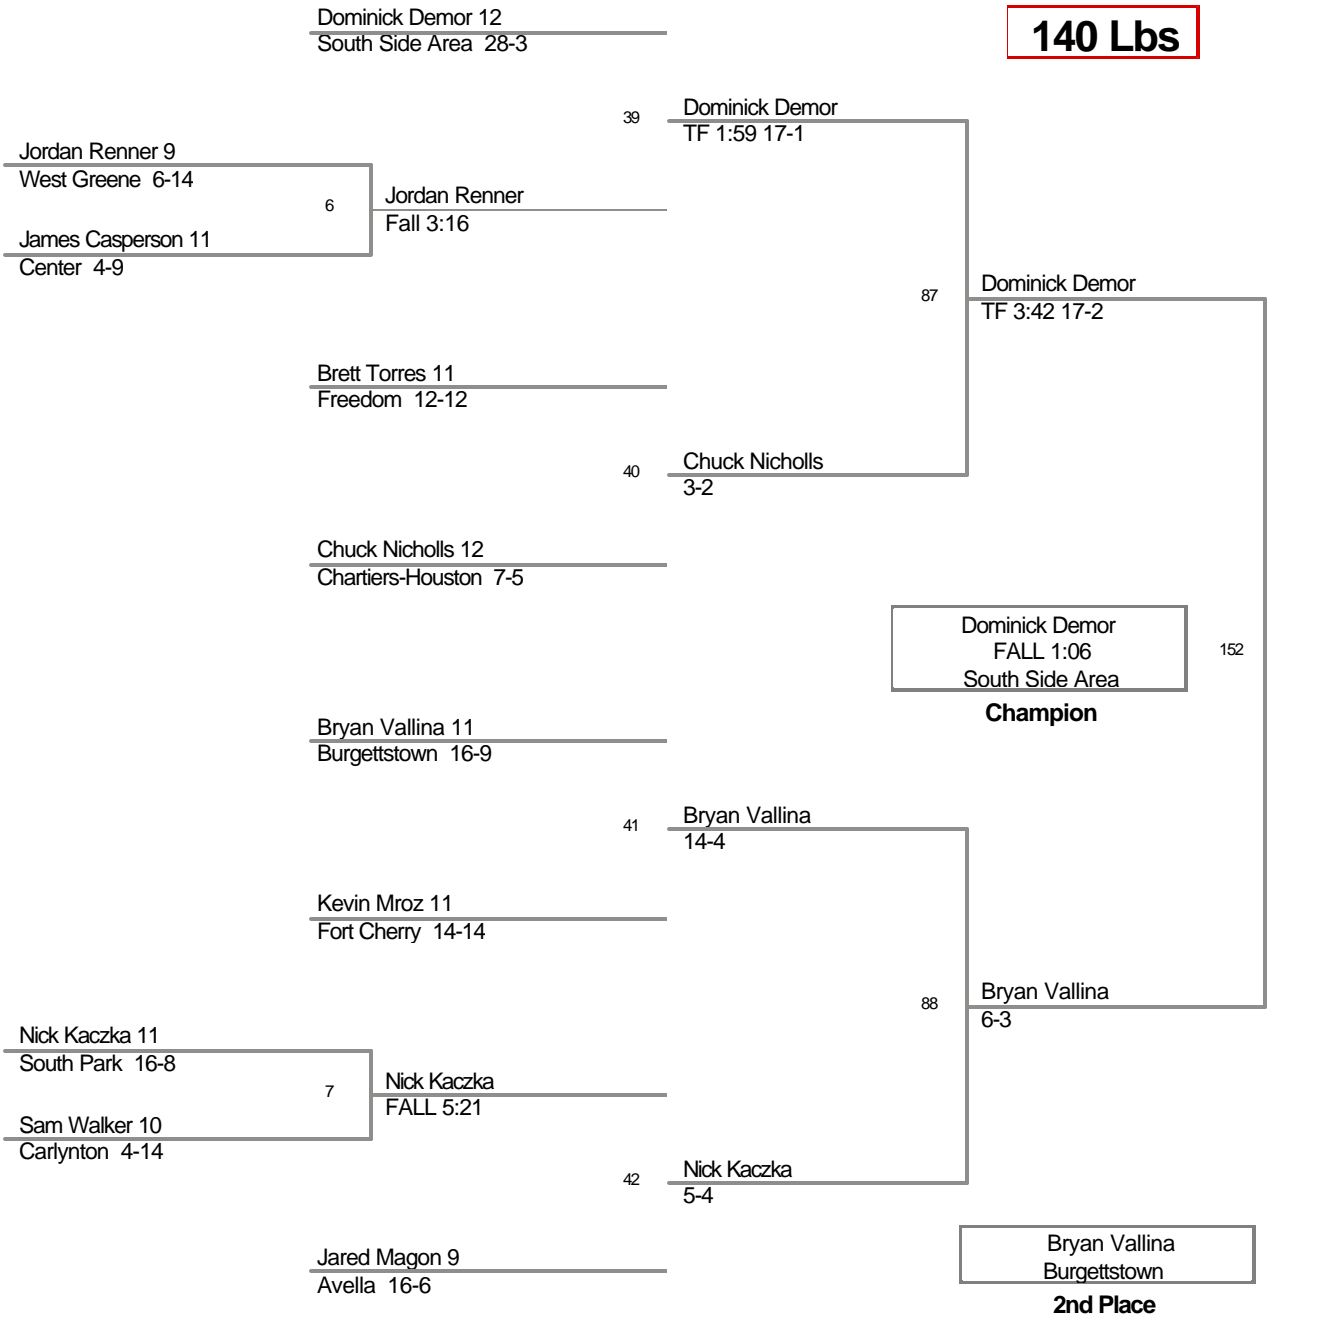 Dominick Demor 12
South Side Area 28-3
140 Lbs
39
Dominick Demor
TF 1:59 17-1
Jordan Renner 9
West Greene 6-14
6
Jordan Renner
Fall 3:16
James Casperson 11
Center 4-9
87
Dominick Demor
TF 3:42 17-2
Brett Torres 11
Freedom 12-12
40
Chuck Nicholls
3-2
Chuck Nicholls 12
Chartiers-Houston 7-5
Dominick Demor
FALL 1:06
South Side Area
152
Champion
Bryan Vallina 11
Burgettstown 16-9
41
Bryan Vallina
14-4
Kevin Mroz 11
Fort Cherry 14-14
88
Bryan Vallina
6-3
Nick Kaczka 11
South Park 16-8
7
Nick Kaczka
FALL 5:21
Sam Walker 10
Carlynton 4-14
42
Nick Kaczka
5-4
Jared Magon 9
Avella 16-6
Bryan Vallina
Burgettstown
2nd Place